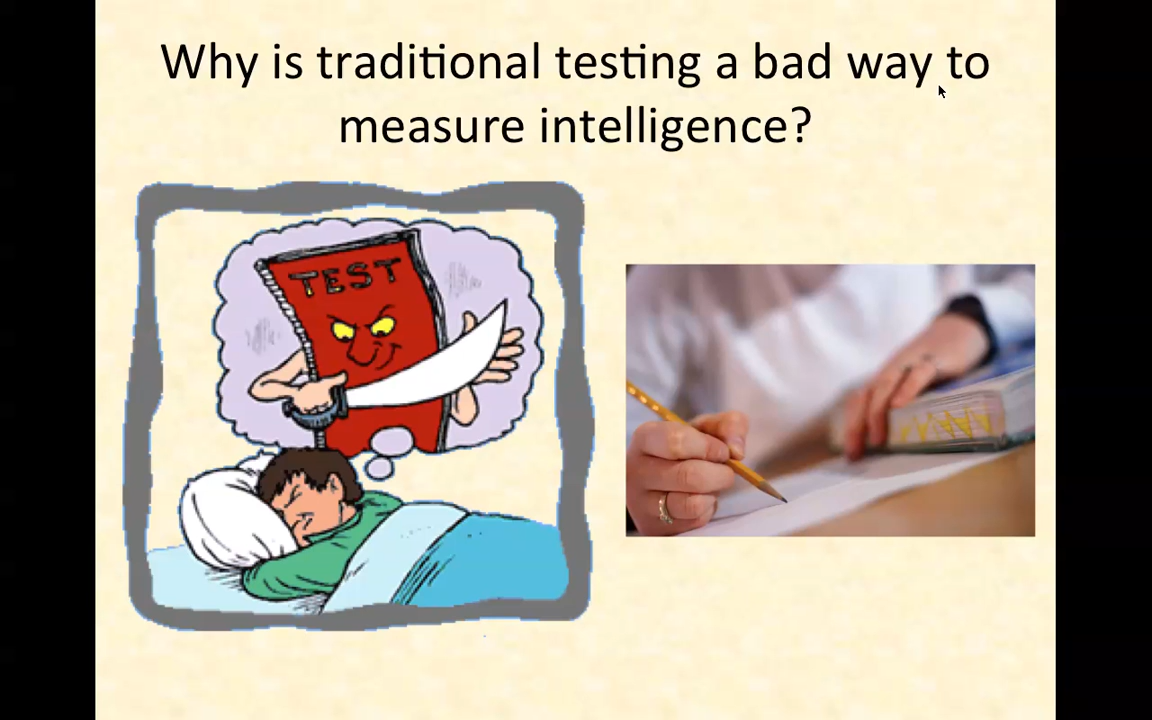 Why is traditional testing a bad way to
measure intelligence?
TEST